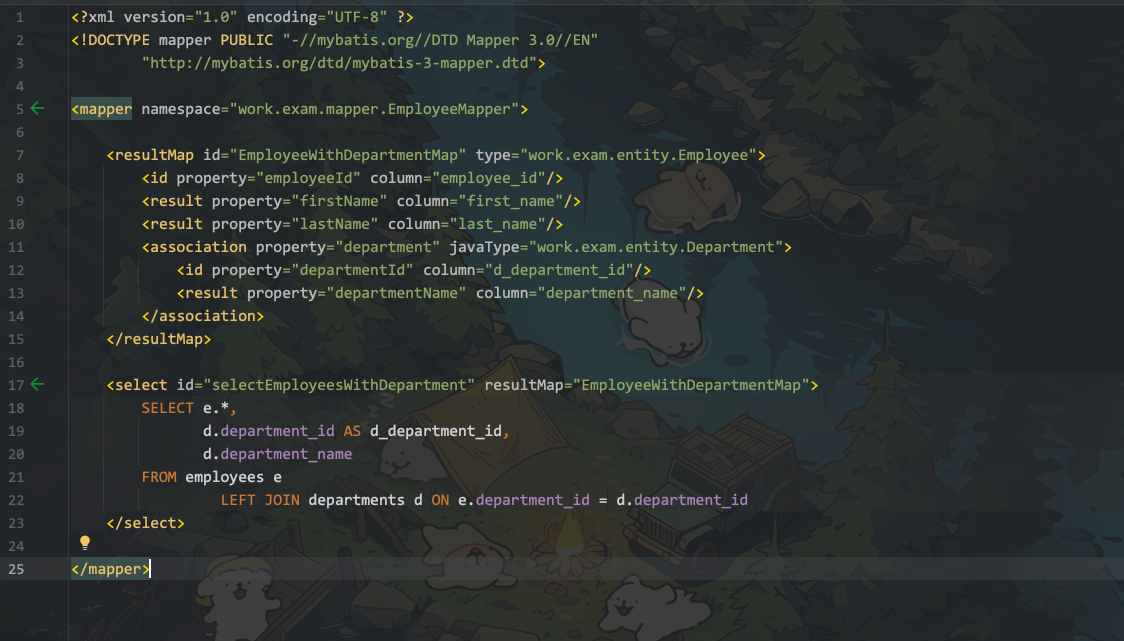 1 <?xml version="1.0" encoding="UTF-8" ?>
2 <!DOCTYPE mapper PUBLIC "-//mybatis.org//DTD Mapper 3.0//EN"
3         "http://mybatis.org/dtd/mybatis-3-mapper.dtd">
4
5 <mapper namespace="work.exam.mapper.EmployeeMapper">
6
7     <resultMap id="EmployeeWithDepartmentMap" type="work.exam.entity.Employee">
8         <id property="employeeId" column="employee_id"/>
9         <result property="firstName" column="first_name"/>
10         <result property="lastName" column="last_name"/>
11         <association property="department" javaType="work.exam.entity.Department">
12             <id property="departmentId" column="d_department_id"/>
13             <result property="departmentName" column="department_name"/>
14         </association>
15     </resultMap>
16
17     <select id="selectEmployeesWithDepartment" resultMap="EmployeeWithDepartmentMap">
18         SELECT e.*,
19                d.department_id AS d_department_id,
20                d.department_name
21         FROM employees e
22                  LEFT JOIN departments d ON e.department_id = d.department_id
23     </select>
24
25 </mapper>